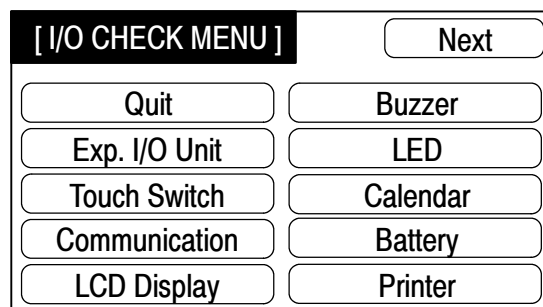 [ I/O CHECK MENU ] Next
Quit Buzzer
Exp. I/O Unit LED
Touch Switch Calendar
Communication Battery
LCD Display Printer